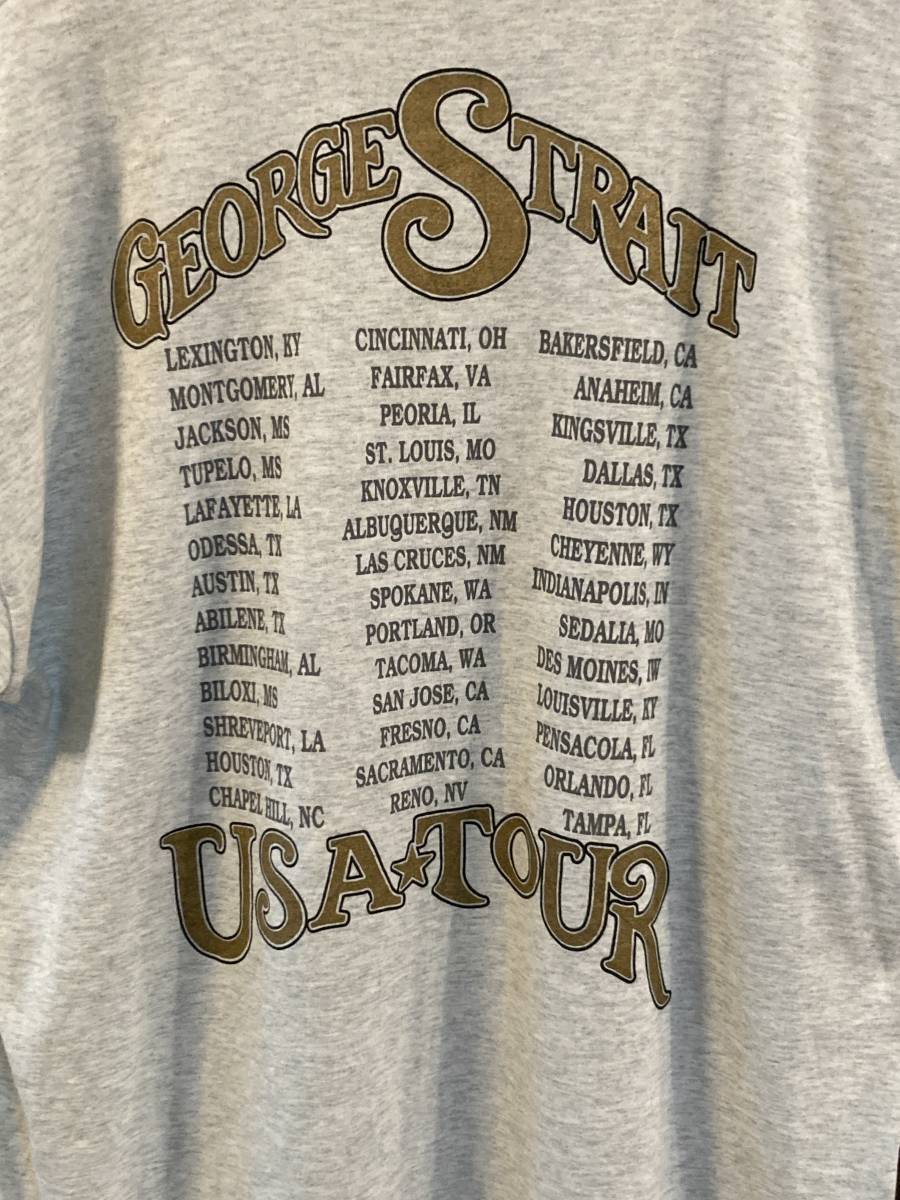 GEORGE STRAIT
LEXINGTON, KY
MONTGOMERY, AL
JACKSON, MS
TUPELO, MS
LAFAYETTE, LA
ODESSA, TX
AUSTIN, TX
ABILENE, TX
BIRMINGHAM, AL
BILOXI, MS
SHREVEPORT, LA
HOUSTON, TX
CHAPEL HILL, NC
CINCINNATI, OH
FAIRFAX, VA
PEORIA, IL
ST. LOUIS, MO
KNOXVILLE, TN
ALBUQUERQUE, NM
LAS CRUCES, NM
SPOKANE, WA
PORTLAND, OR
TACOMA, WA
SAN JOSE, CA
FRESNO, CA
SACRAMENTO, CA
RENO, NV
BAKERSFIELD, CA
ANAHEIM, CA
KINGSVILLE, TX
DALLAS, TX
HOUSTON, TX
CHEYENNE, WY
INDIANAPOLIS, IN
SEDALIA, MO
DES MOINES, IW
LOUISVILLE, KY
PENSACOLA, FL
ORLANDO, FL
TAMPA, FL
USA★TOUR